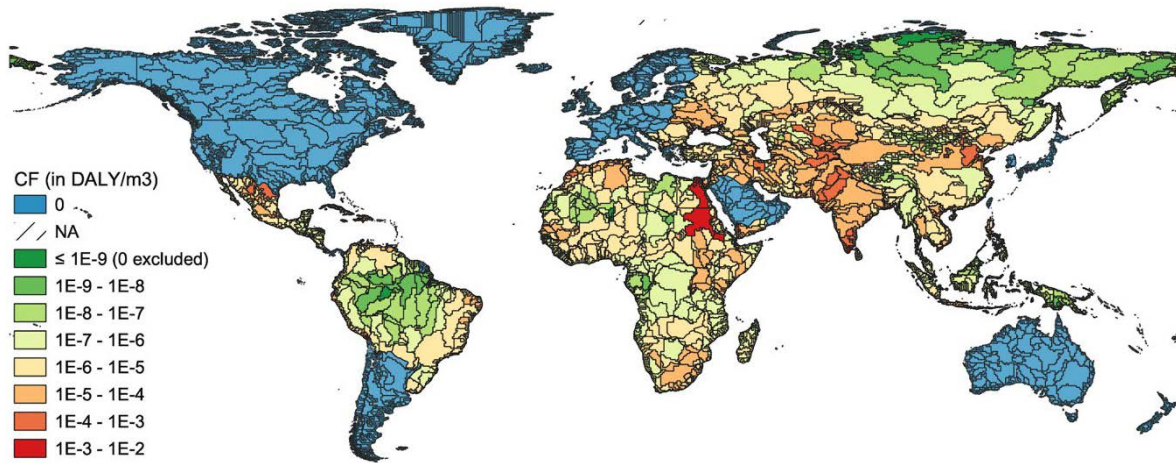 CF (in DALY/m3)
0
NA
≤ 1E-9 (0 excluded)
1E-9 - 1E-8
1E-8 - 1E-7
1E-7 - 1E-6
1E-6 - 1E-5
1E-5 - 1E-4
1E-4 - 1E-3
1E-3 - 1E-2